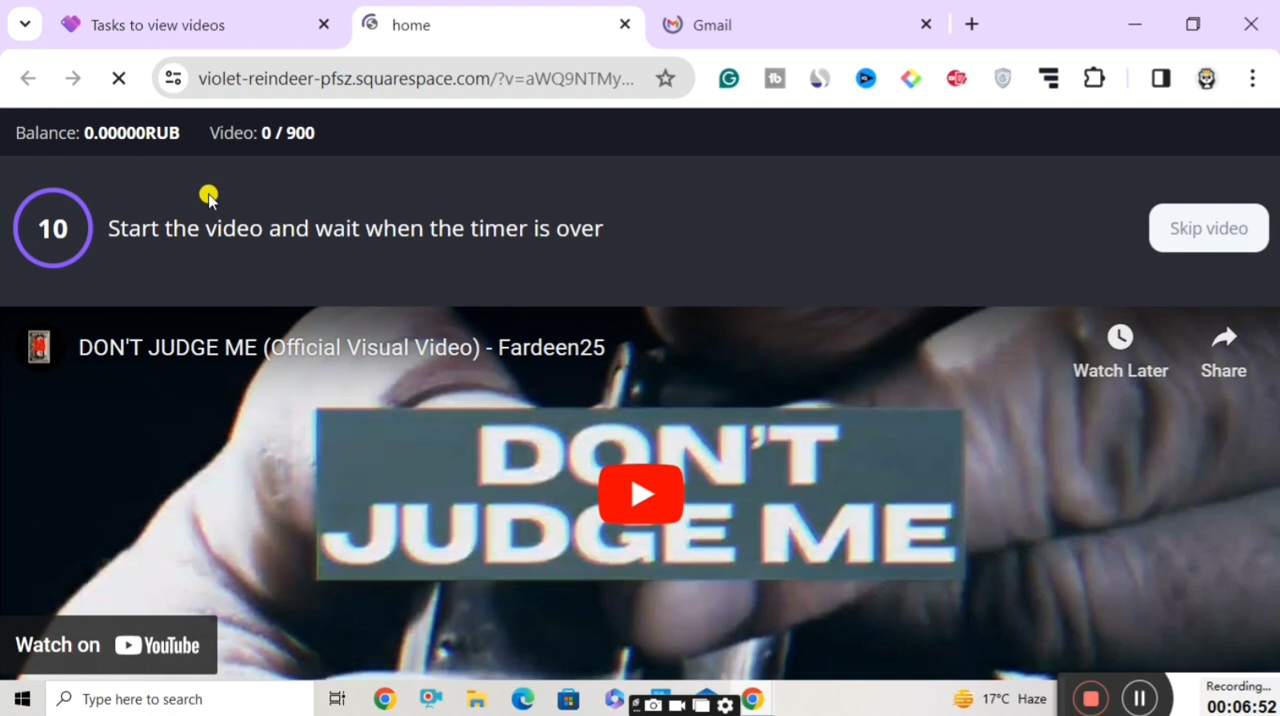 Tasks to view videos
home
Gmail
violet-reindeer-pfsz.squarespace.com/?v=aWQ9NTMy...
Balance: 0.00000RUB Video: 0 / 900
10
Start the video and wait when the timer is over
Skip video
DON'T JUDGE ME (Official Visual Video) - Fardeen25
Watch Later
Share
DON'T
JUDGE ME
Watch on YouTube
Type here to search
17°C Haze
Recording...
00:06:52